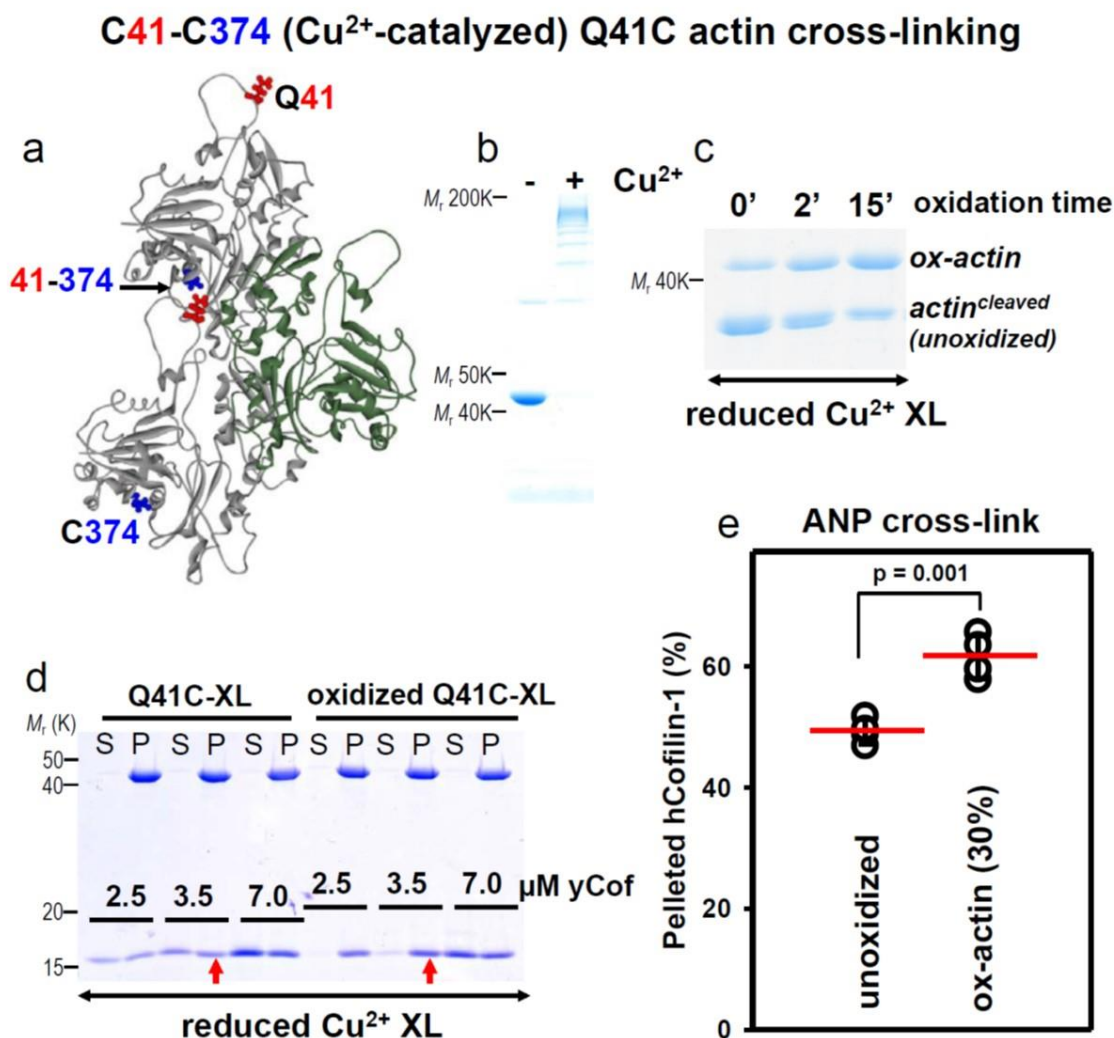 C41-C374 (Cu²⁺-catalyzed) Q41C actin cross-linking
a
Q41
41-374
C374
b
- + Cu²⁺
Mr 200K
Mr 50K
Mr 40K
c
0' 2' 15' oxidation time
Mr 40K
ox-actin
actin^cleaved
(unoxidized)
reduced Cu²⁺ XL
d
Q41C-XL oxidized Q41C-XL
Mr (K)
S P S P S P S P S P S P
50
40
2.5 3.5 7.0 2.5 3.5 7.0 µM yCof
20
15
reduced Cu²⁺ XL
e
ANP cross-link
p = 0.001
Pelleted hCofilin-1 (%)
60
40
20
0
unoxidized
ox-actin (30%)